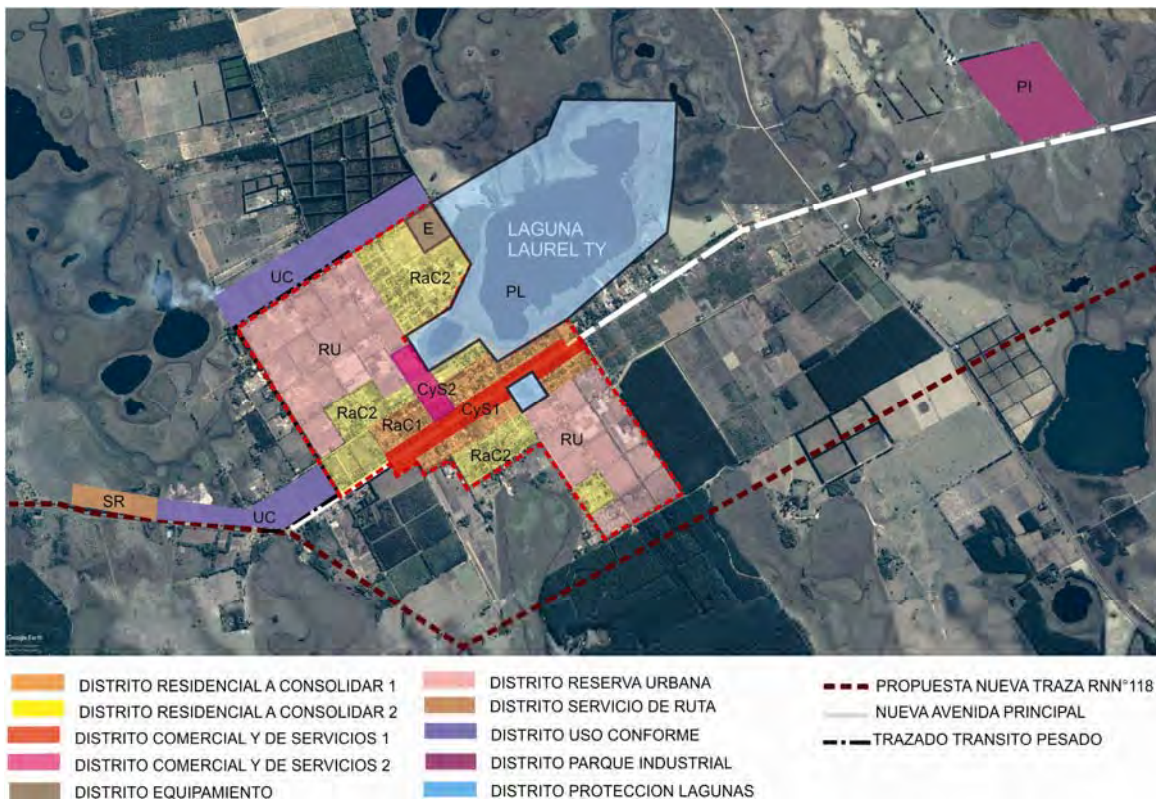 PI
E
LAGUNA
LAUREL TY
UC
RaC2
PL
RU
CyS2
RaC2
CyS1
RaC1
RU
RaC2
SR
UC
Google Earth
DISTRITO RESIDENCIAL A CONSOLIDAR 1
DISTRITO RESIDENCIAL A CONSOLIDAR 2
DISTRITO COMERCIAL Y DE SERVICIOS 1
DISTRITO COMERCIAL Y DE SERVICIOS 2
DISTRITO EQUIPAMIENTO
DISTRITO RESERVA URBANA
DISTRITO SERVICIO DE RUTA
DISTRITO USO CONFORME
DISTRITO PARQUE INDUSTRIAL
DISTRITO PROTECCION LAGUNAS
PROPUESTA NUEVA TRAZA RNN°118
NUEVA AVENIDA PRINCIPAL
TRAZADO TRANSITO PESADO